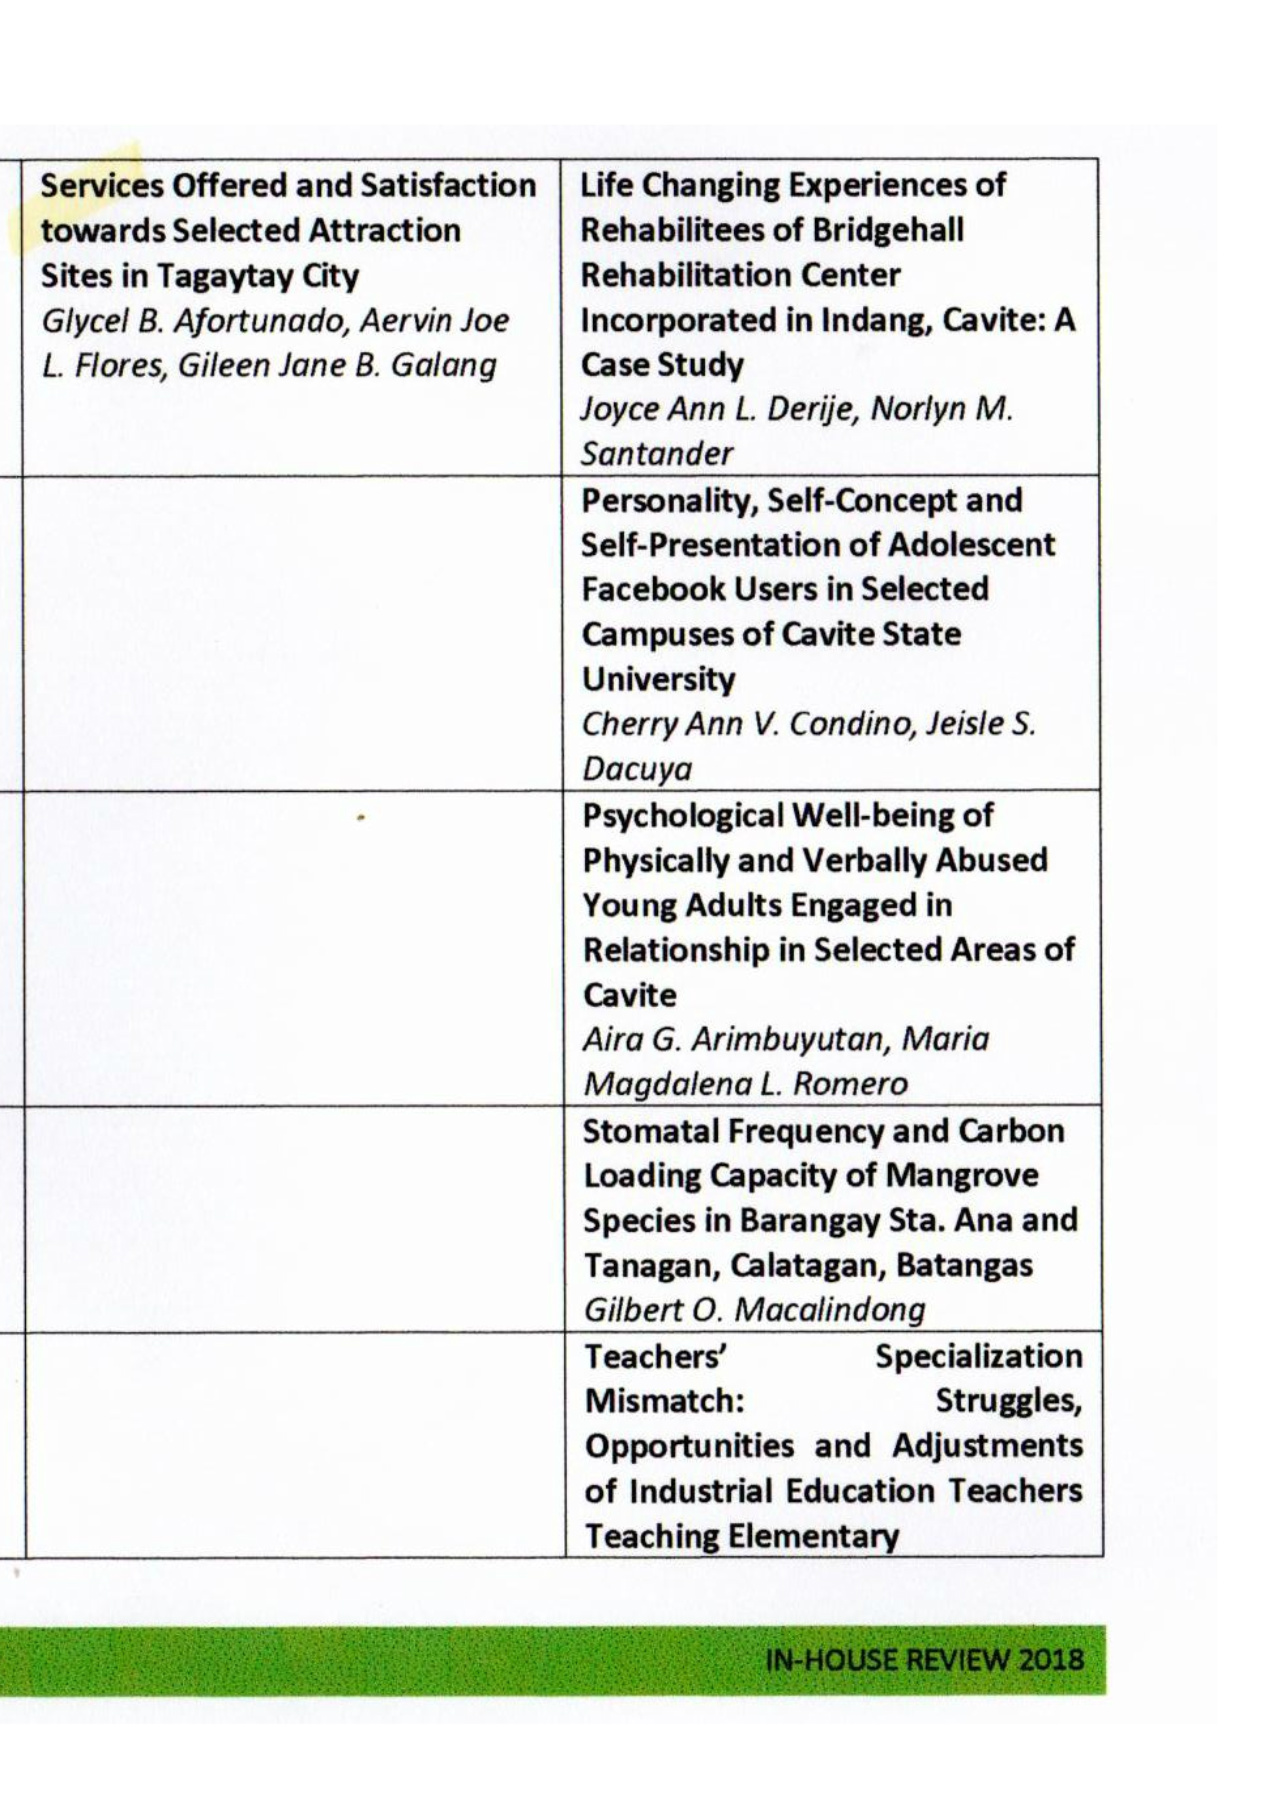 Services Offered and Satisfaction
towards Selected Attraction
Sites in Tagaytay City
Glycel B. Afortunado, Aervin Joe
L. Flores, Gileen Jane B. Galang
Life Changing Experiences of
Rehabilitees of Bridgehall
Rehabilitation Center
Incorporated in Indang, Cavite: A
Case Study
Joyce Ann L. Derije, Norlyn M.
Santander
Personality, Self-Concept and
Self-Presentation of Adolescent
Facebook Users in Selected
Campuses of Cavite State
University
Cherry Ann V. Condino, Jeisle S.
Dacuya
Psychological Well-being of
Physically and Verbally Abused
Young Adults Engaged in
Relationship in Selected Areas of
Cavite
Aira G. Arimbuyutan, Maria
Magdalena L. Romero
Stomatal Frequency and Carbon
Loading Capacity of Mangrove
Species in Barangay Sta. Ana and
Tanagan, Calatagan, Batangas
Gilbert O. Macalindong
Teachers' Specialization
Mismatch: Struggles,
Opportunities and Adjustments
of Industrial Education Teachers
Teaching Elementary
IN-HOUSE REVIEW 2018